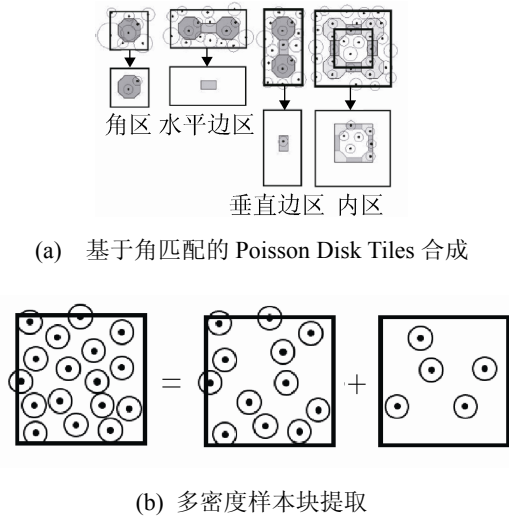 角区 水平边区
垂直边区 内区
(a) 基于角匹配的 Poisson Disk Tiles 合成
= +
(b) 多密度样本块提取